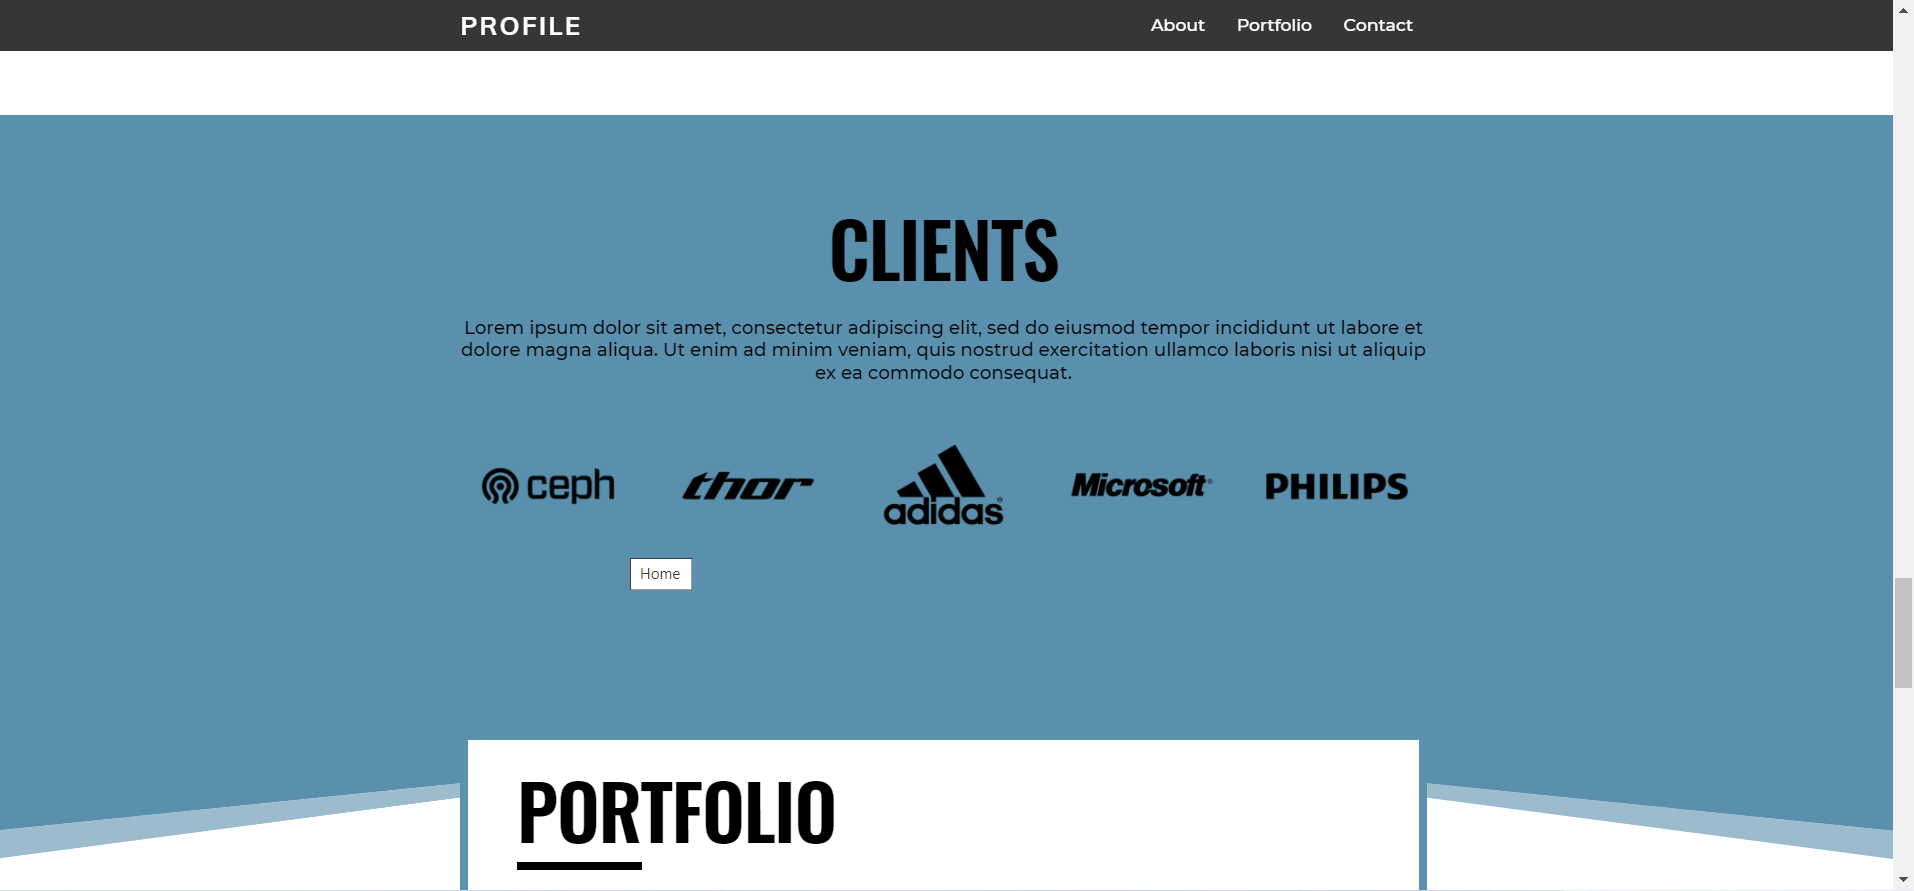 PROFILE About Portfolio Contact
CLIENTS
Lorem ipsum dolor sit amet, consectetur adipiscing elit, sed do eiusmod tempor incididunt ut labore et
dolore magna aliqua. Ut enim ad minim veniam, quis nostrud exercitation ullamco laboris nisi ut aliquip
ex ea commodo consequat.
ceph thor adidas® Microsoft® PHILIPS
Home
PORTFOLIO